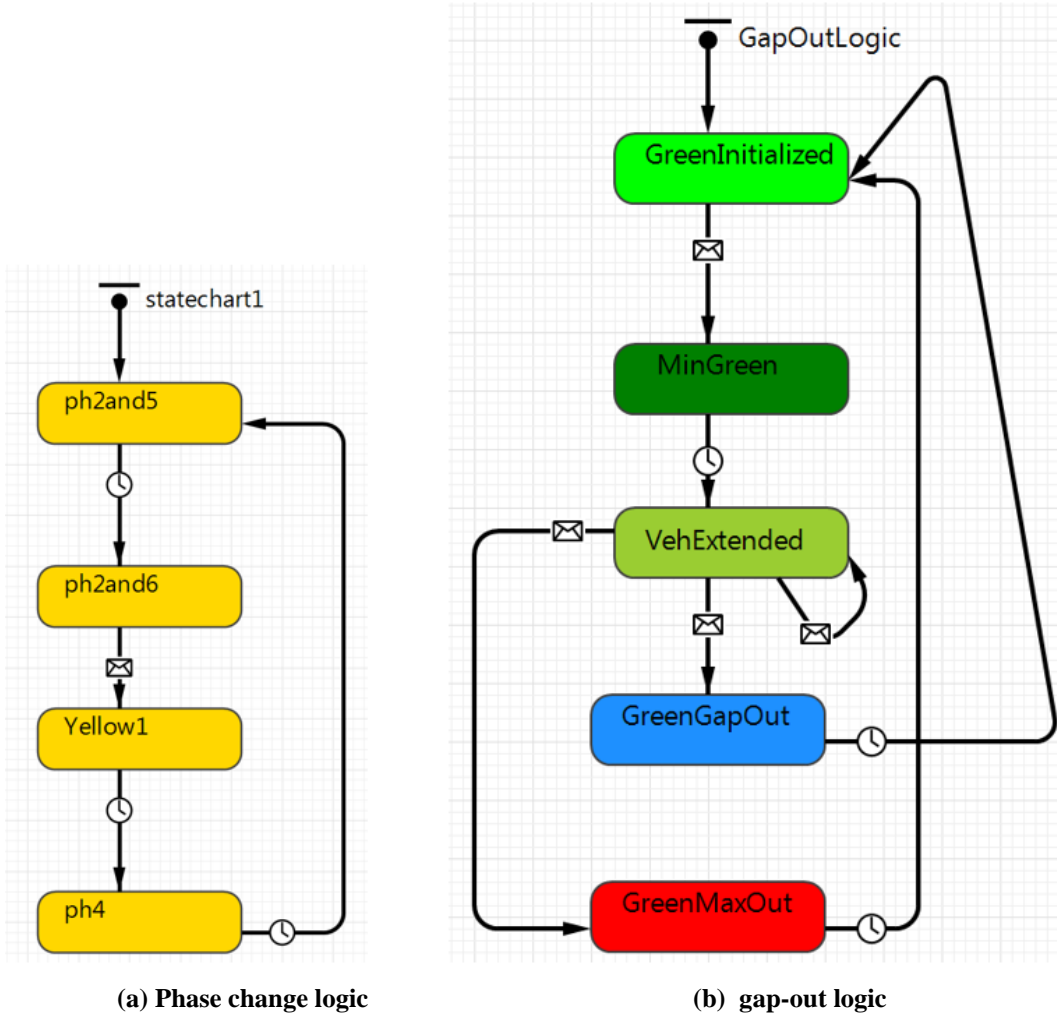 statechart1
ph2and5
ph2and6
Yellow1
ph4
(a) Phase change logic
GapOutLogic
GreenInitialized
MinGreen
VehExtended
GreenGapOut
GreenMaxOut
(b) gap-out logic